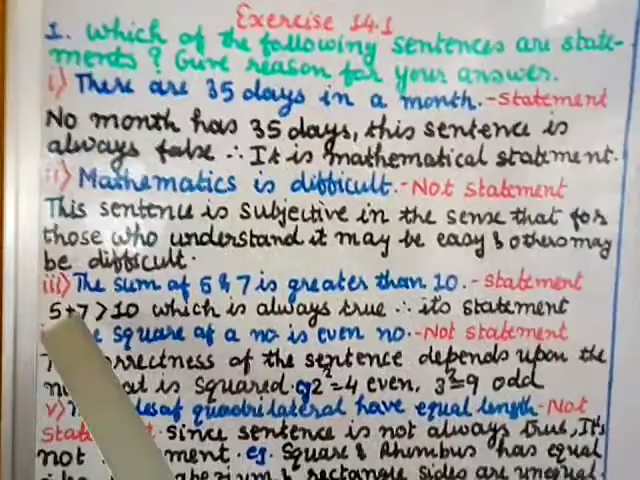 Exercise 14.1
1. Which of the following sentences are state-
ments? Give reason for your answer.
i) There are 35 days in a month. - Statement
No month has 35 days, this sentence is
always false ∴ It is mathematical statement.
ii) Mathematics is difficult. - Not statement
This sentence is subjective in the sense that for
those who understand it may be easy & others may
be difficult.
iii) The sum of 5 & 7 is greater than 10. - statement
5+7>10 which is always true ∴ its statement
square of a no is even no. - Not statement
correctness of the sentence depends upon the
is squared. eg 2²=4 even, 3²=9 odd
v) of quadrilateral have equal length - Not
Since sentence is not always true, It's
not eg. Square & Rhombus has equal
& rectangle sides are unequal.